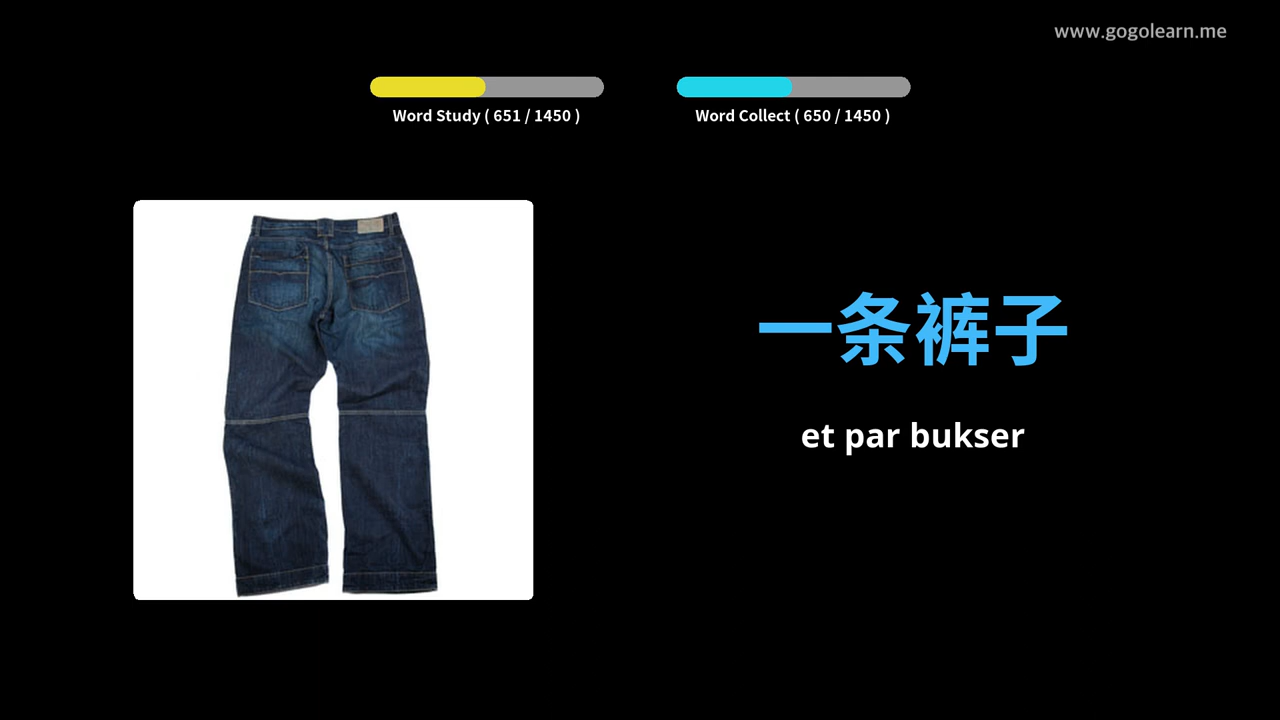 www.gogolearn.me
Word Study ( 651 / 1450 )
Word Collect ( 650 / 1450 )
一条裤子
et par bukser